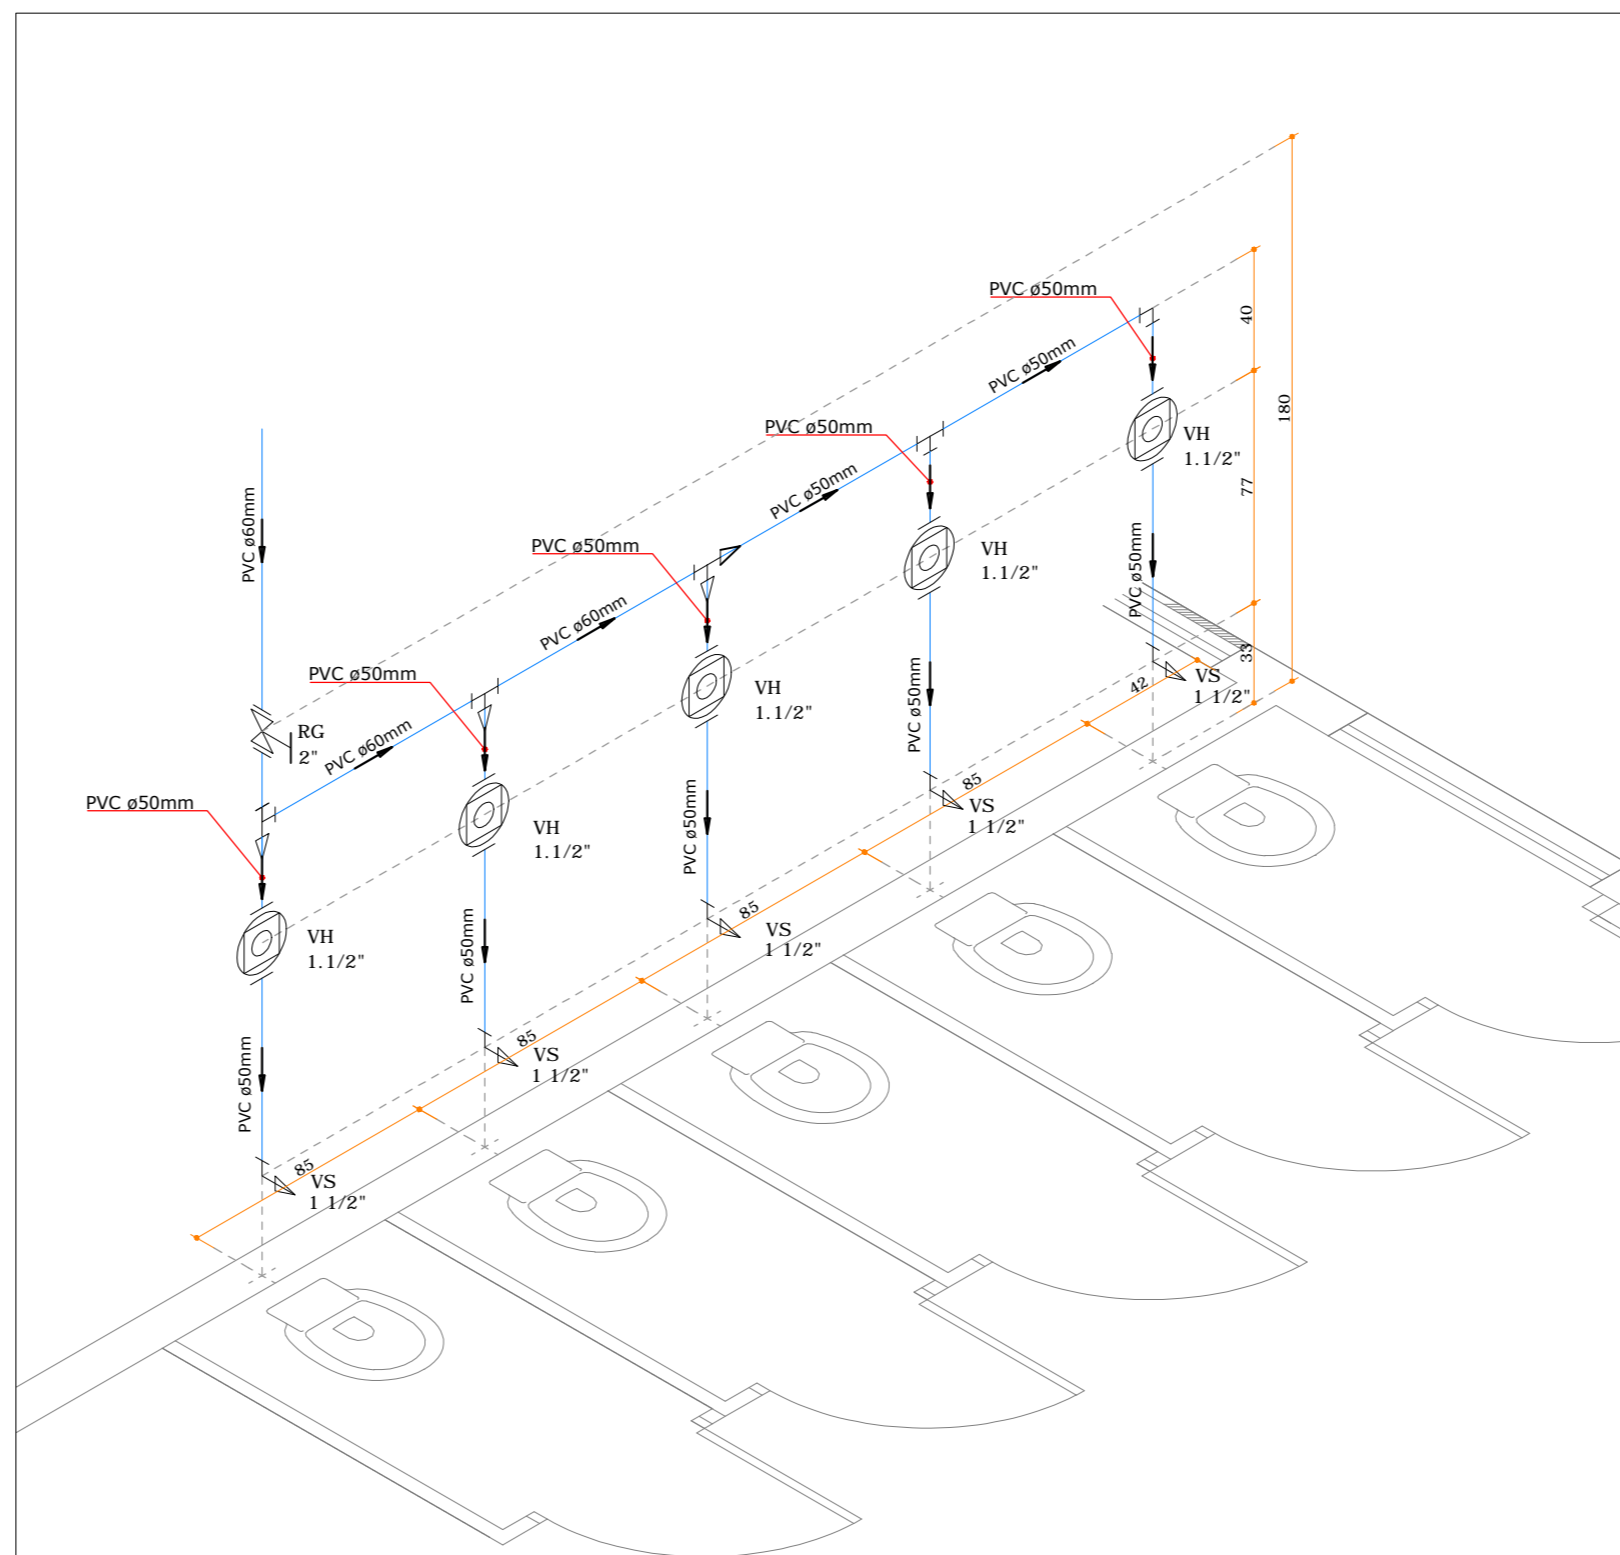 PVC ø50mm
40
PVC ø50mm
180
PVC ø50mm
VH
1.1/2"
PVC ø50mm
77
PVC ø60mm
PVC ø50mm
VH
1.1/2"
PVC ø50mm
PVC ø60mm
33
PVC ø50mm
VS
1 1/2"
42
VH
1.1/2"
PVC ø50mm
RG
2"
PVC ø60mm
85
VS
1 1/2"
PVC ø50mm
VH
1.1/2"
PVC ø50mm
85
VS
1 1/2"
VH
1.1/2"
PVC ø50mm
85
VS
1 1/2"
PVC ø50mm
85
VS
1 1/2"